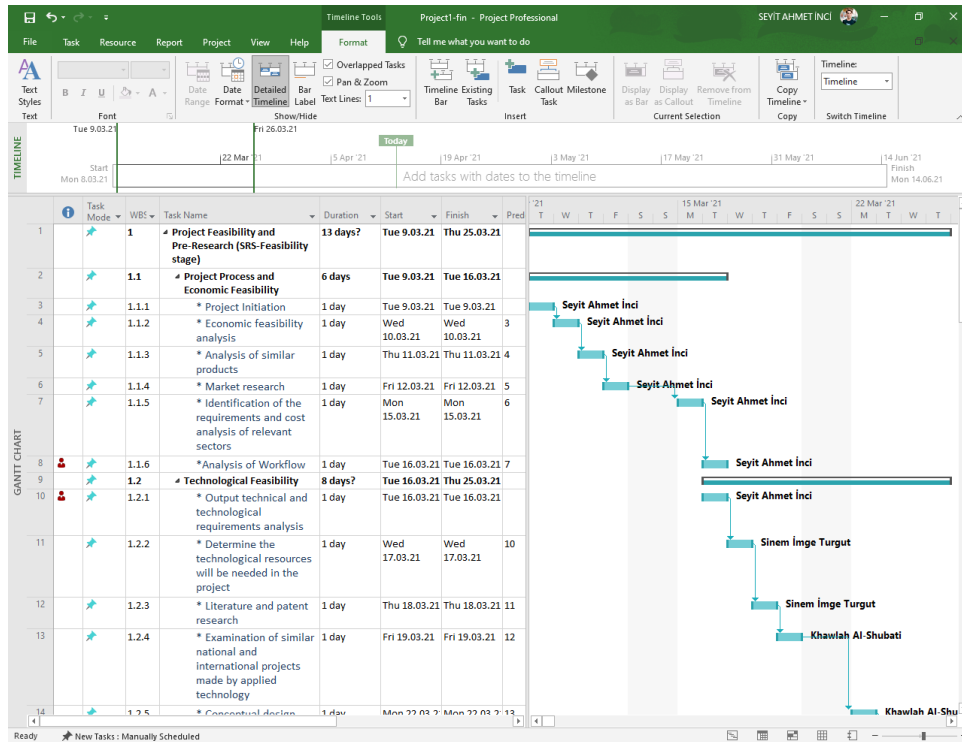 Timeline Tools
Project1-fin - Project Professional
SEYİT AHMET İNCİ
File Task Resource Report Project View Help Format Tell me what you want to do
Text Styles
B I U A
Date Range
Date Format
Detailed Timeline
Bar Label
Overlapped Tasks
Pan & Zoom
Text Lines: 1
Timeline Bar
Existing Tasks
Task
Callout Task
Milestone
Display as Bar
Display as Callout
Remove from Timeline
Copy Timeline
Timeline:
Timeline
Text Font Show/Hide Insert Current Selection Copy Switch Timeline
TIMELINE
Tue 9.03.21 Fri 26.03.21
Today
22 Mar '21 5 Apr '21 19 Apr '21 3 May '21 17 May '21 31 May '21 14 Jun '21
Start
Mon 8.03.21
Add tasks with dates to the timeline
Finish
Mon 14.06.21
GANTT CHART
Task Mode WBS Task Name Duration Start Finish Pred
'21 15 Mar '21 22 Mar '21
T W T F S S M T W T F S S M T W T
1 1 Project Feasibility and 13 days? Tue 9.03.21 Thu 25.03.21
Pre-Research (SRS-Feasibility
stage)
2 1.1 Project Process and 6 days Tue 9.03.21 Tue 16.03.21
Economic Feasibility
3 1.1.1 * Project Initiation 1 day Tue 9.03.21 Tue 9.03.21 Seyit Ahmet İnci
4 1.1.2 * Economic feasibility 1 day Wed Wed 3 Seyit Ahmet İnci
analysis 10.03.21 10.03.21
5 1.1.3 * Analysis of similar 1 day Thu 11.03.21 Thu 11.03.21 4 Seyit Ahmet İnci
products
6 1.1.4 * Market research 1 day Fri 12.03.21 Fri 12.03.21 5 Seyit Ahmet İnci
7 1.1.5 * Identification of the 1 day Mon Mon 6 Seyit Ahmet İnci
requirements and cost 15.03.21 15.03.21
analysis of relevant
sectors
8 1.1.6 *Analysis of Workflow 1 day Tue 16.03.21 Tue 16.03.21 7 Seyit Ahmet İnci
9 1.2 Technological Feasibility 8 days? Tue 16.03.21 Thu 25.03.21
10 1.2.1 * Output technical and 1 day Tue 16.03.21 Tue 16.03.21 Seyit Ahmet İnci
technological
requirements analysis
11 1.2.2 * Determine the 1 day Wed Wed 10 Sinem İmge Turgut
technological resources 17.03.21 17.03.21
will be needed in the
project
12 1.2.3 * Literature and patent 1 day Thu 18.03.21 Thu 18.03.21 11 Sinem İmge Turgut
research
13 1.2.4 * Examination of similar 1 day Fri 19.03.21 Fri 19.03.21 12 Khawlah Al-Shubati
national and
international projects
made by applied
technology
14 1.2.5 * Conceptual design 1 day Mon 22.03.2 Mon 22.03.2 13 Khawlah Al-Shu
Ready New Tasks : Manually Scheduled